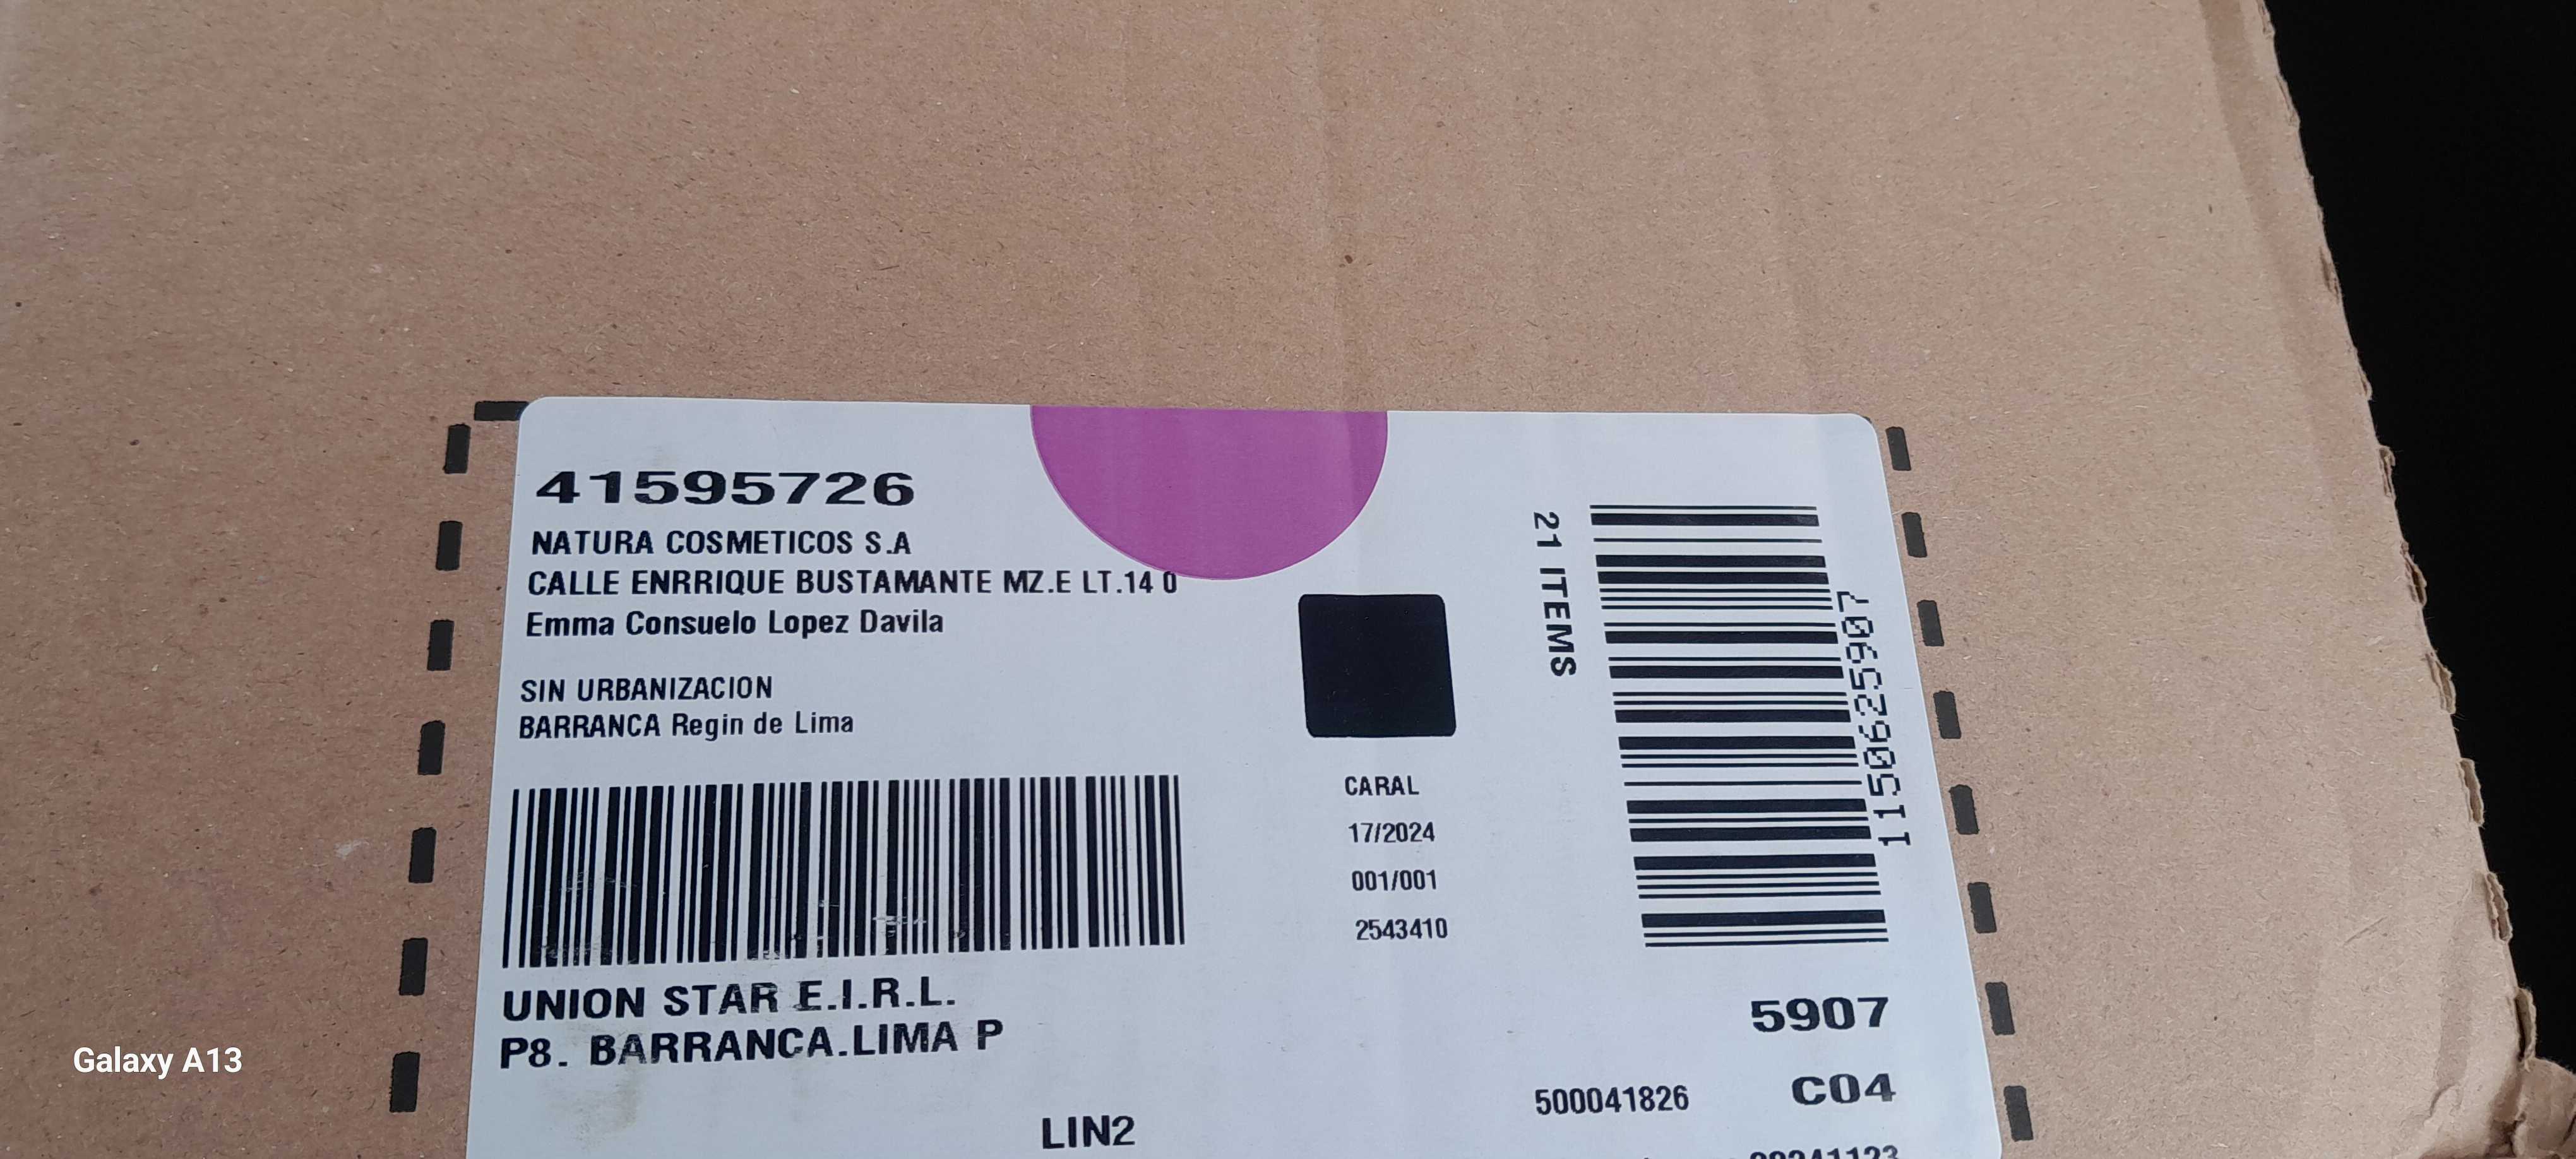 41595726
NATURA COSMETICOS S.A
CALLE ENRRIQUE BUSTAMANTE MZ.E LT.14 0
Emma Consuelo Lopez Davila
SIN URBANIZACION
BARRANCA Regin de Lima
UNION STAR E.I.R.L.
P8. BARRANCA.LIMA P
LIN2
CARAL
17/2024
001/001
2543410
21 ITEMS
1150625907
5907
500041826 C04
Galaxy A13